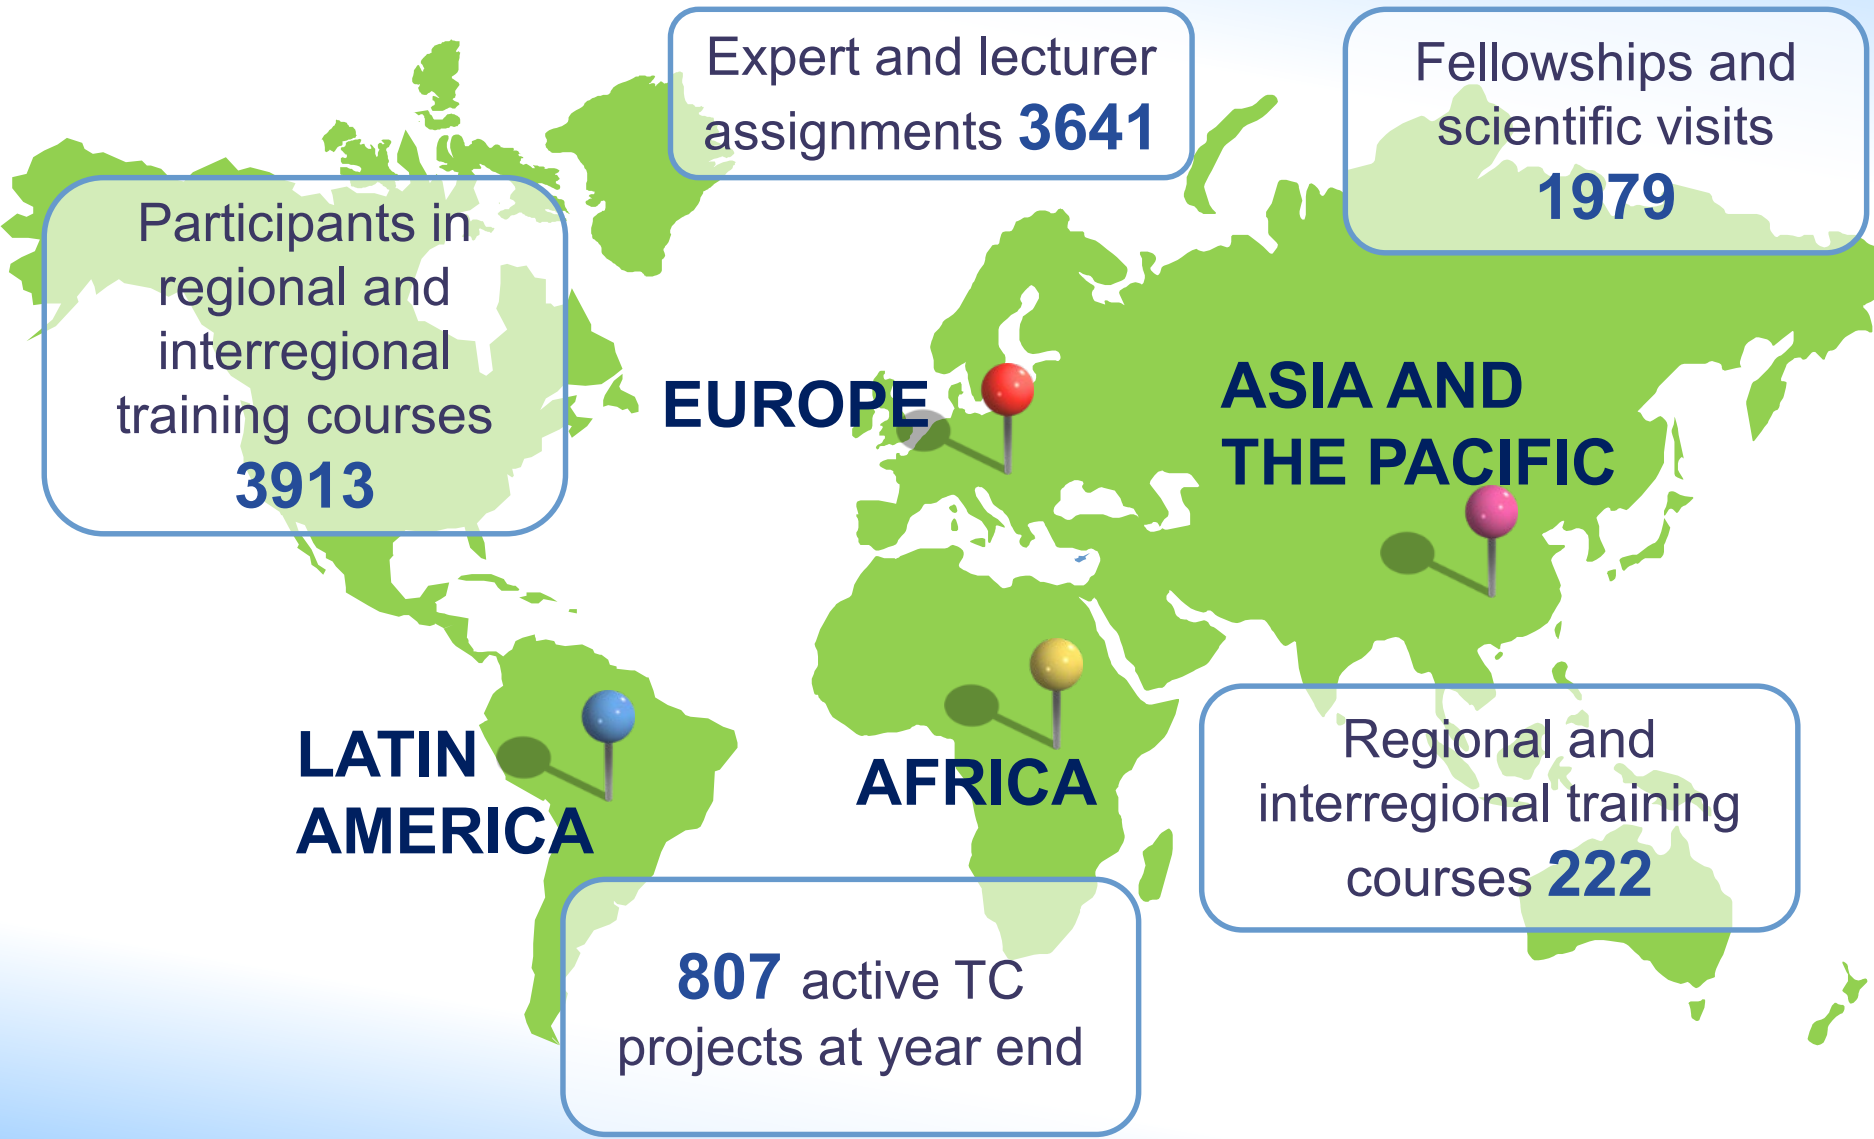 Expert and lecturer
assignments 3641
Fellowships and
scientific visits
1979
Participants in
regional and
interregional
training courses
3913
EUROPE
ASIA AND
THE PACIFIC
LATIN
AMERICA
AFRICA
Regional and
interregional training
courses 222
807 active TC
projects at year end